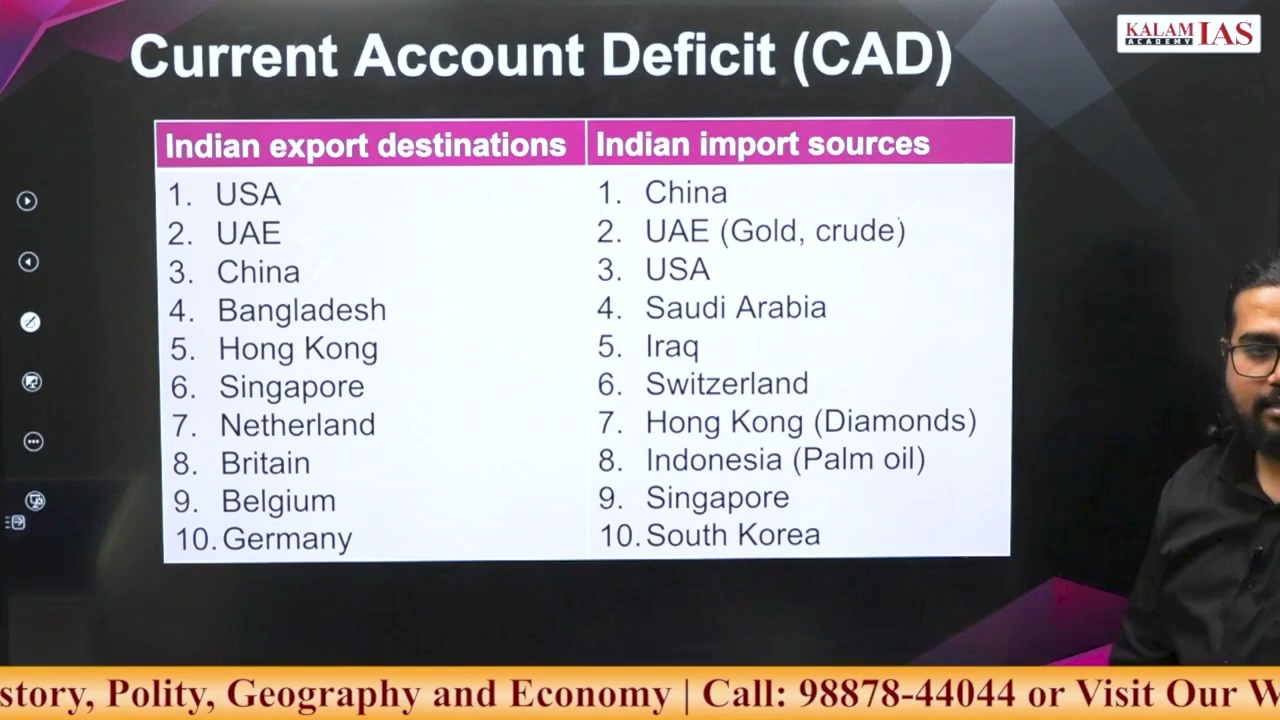 Current Account Deficit (CAD)
KALAM IAS
ACADEMY
Indian export destinations
1. USA
2. UAE
3. China
4. Bangladesh
5. Hong Kong
6. Singapore
7. Netherland
8. Britain
9. Belgium
10. Germany
Indian import sources
1. China
2. UAE (Gold, crude)
3. USA
4. Saudi Arabia
5. Iraq
6. Switzerland
7. Hong Kong (Diamonds)
8. Indonesia (Palm oil)
9. Singapore
10. South Korea
story, Polity, Geography and Economy | Call: 98877-44044 or Visit Our W